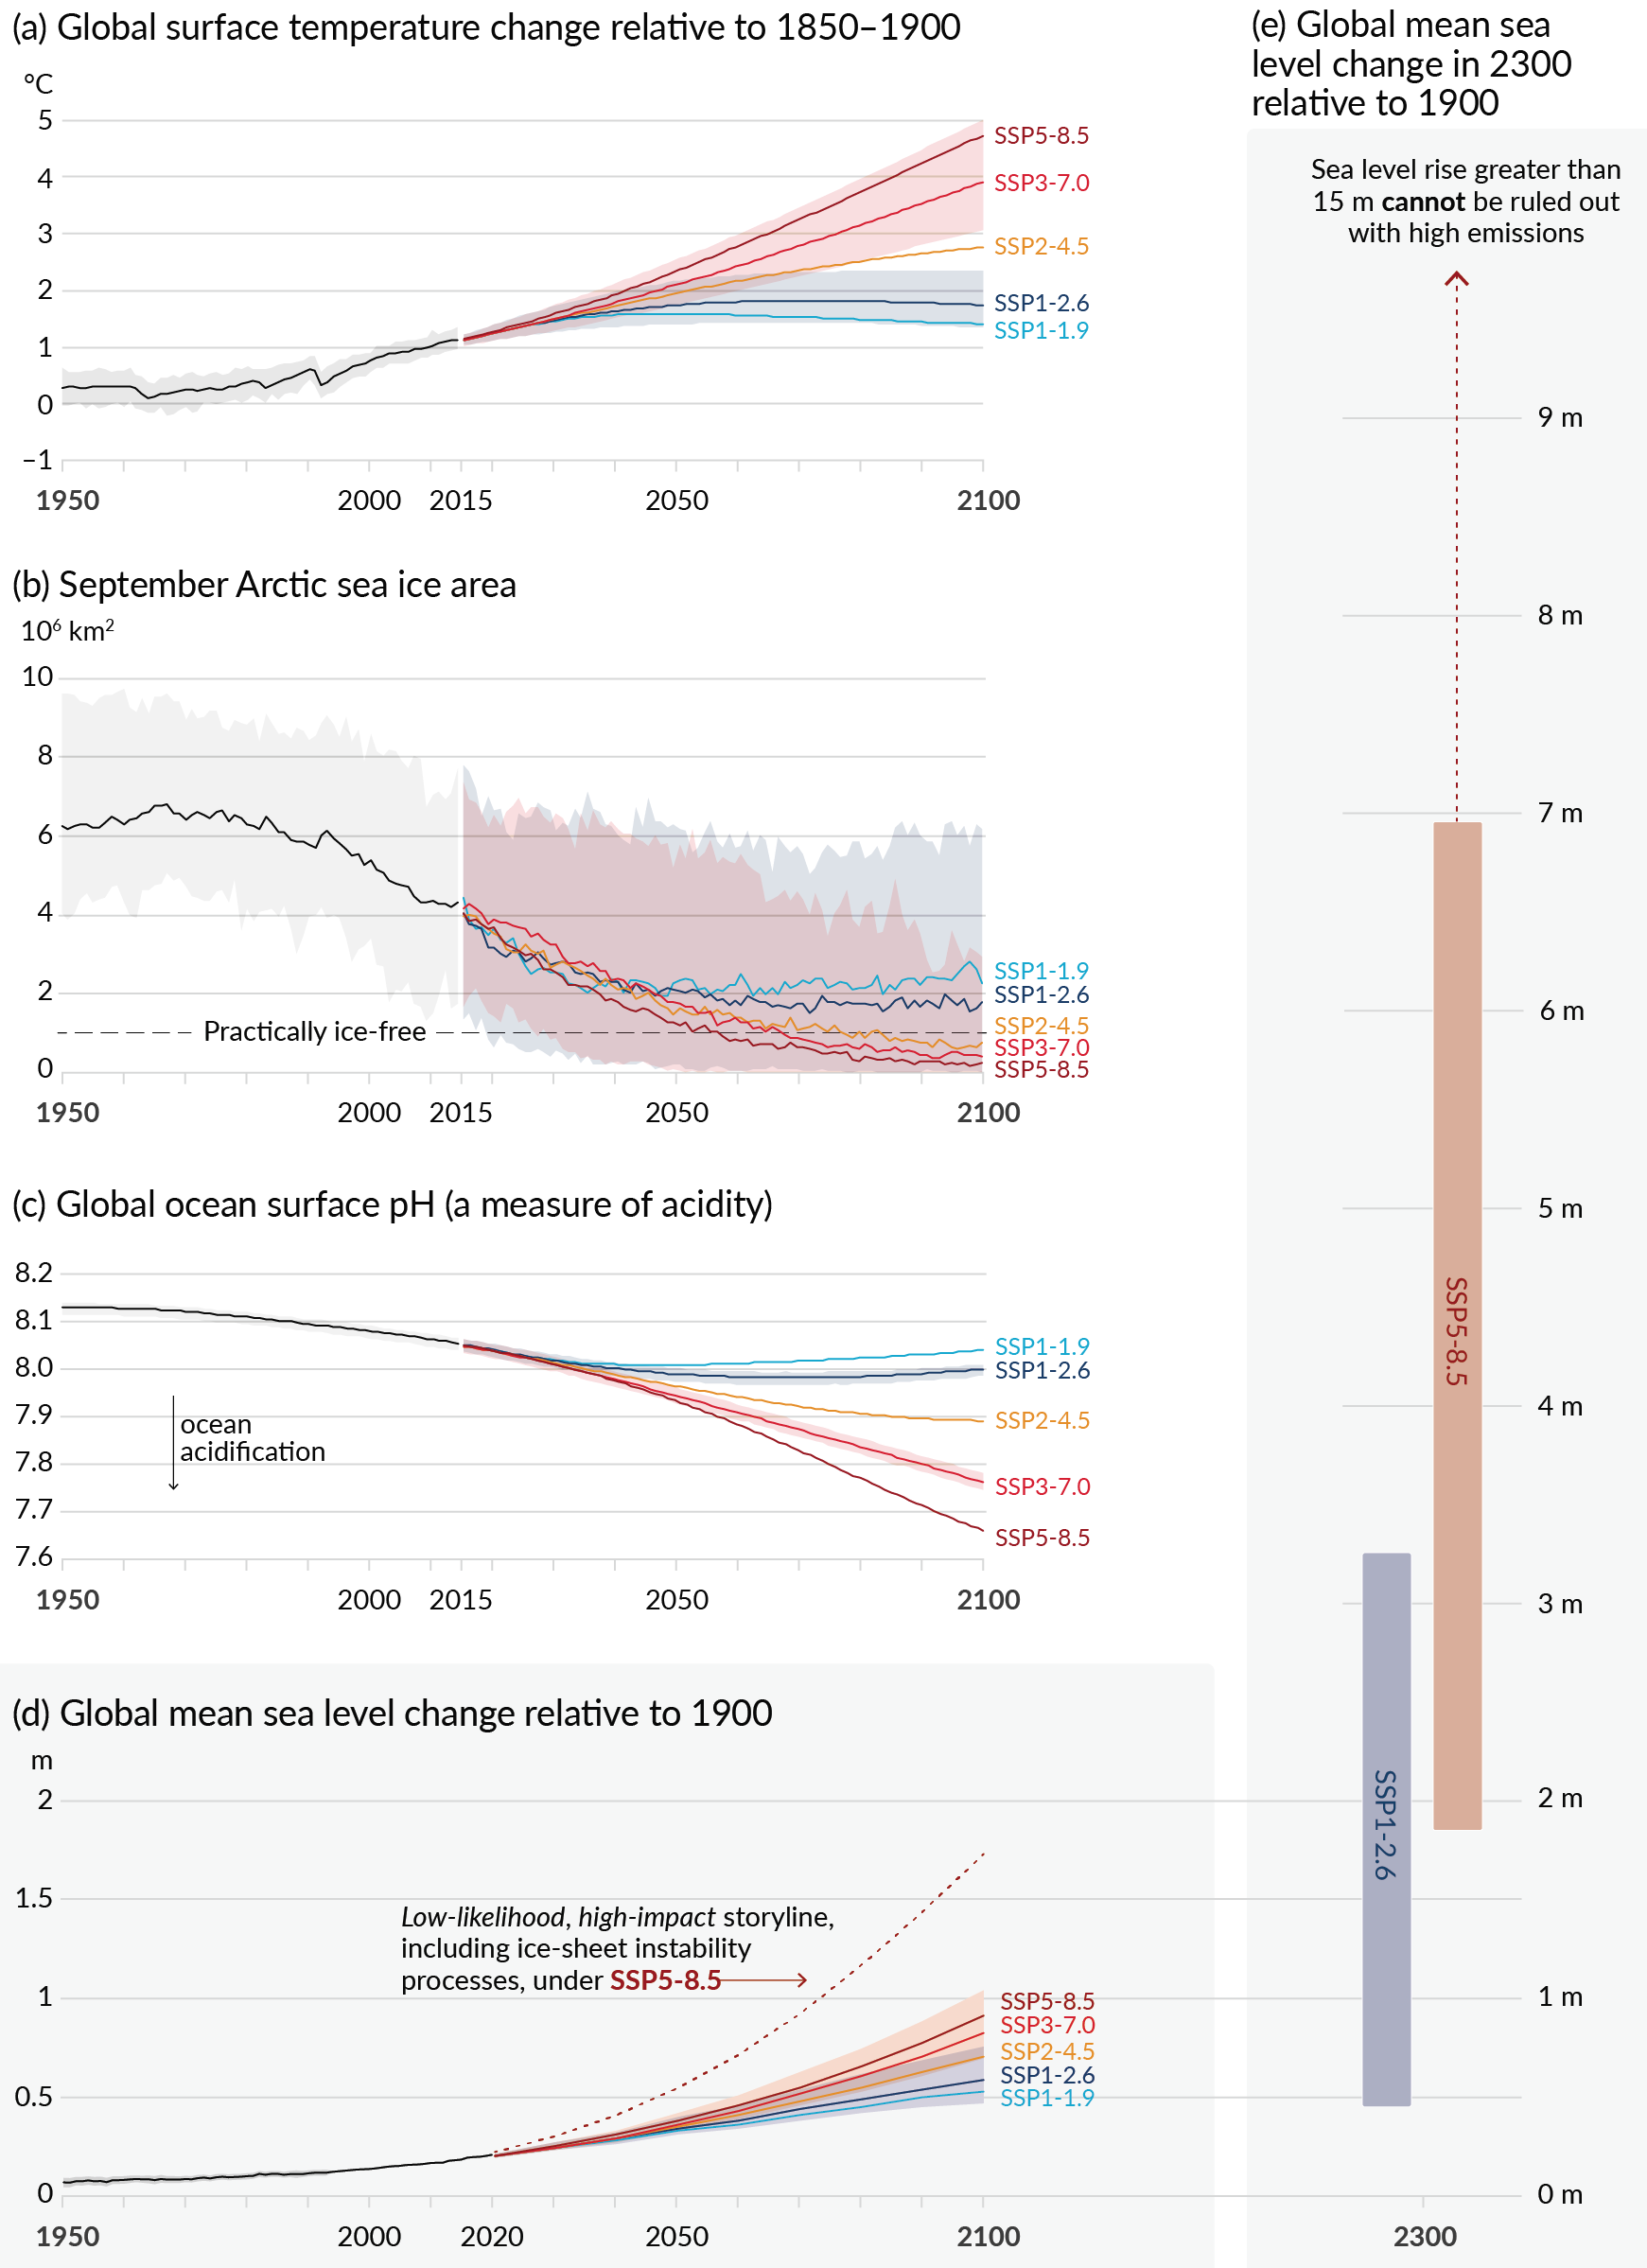 (a) Global surface temperature change relative to 1850–1900
°C
5
4
3
2
1
0
–1
SSP5-8.5
SSP3-7.0
SSP2-4.5
SSP1-2.6
SSP1-1.9
1950 2000 2015 2050 2100
(b) September Arctic sea ice area
10⁶ km²
10
8
6
4
2
0
Practically ice-free
SSP1-1.9
SSP1-2.6
SSP2-4.5
SSP3-7.0
SSP5-8.5
1950 2000 2015 2050 2100
(c) Global ocean surface pH (a measure of acidity)
8.2
8.1
8.0
7.9
7.8
7.7
7.6
ocean
acidification
SSP1-1.9
SSP1-2.6
SSP2-4.5
SSP3-7.0
SSP5-8.5
1950 2000 2015 2050 2100
(d) Global mean sea level change relative to 1900
m
2
1.5
1
0.5
0
Low-likelihood, high-impact storyline,
including ice-sheet instability
processes, under SSP5-8.5
SSP5-8.5
SSP3-7.0
SSP2-4.5
SSP1-2.6
SSP1-1.9
1950 2000 2020 2050 2100
(e) Global mean sea
level change in 2300
relative to 1900
Sea level rise greater than
15 m cannot be ruled out
with high emissions
9 m
8 m
7 m
6 m
5 m
4 m
3 m
2 m
1 m
0 m
SSP5-8.5
SSP1-2.6
2300